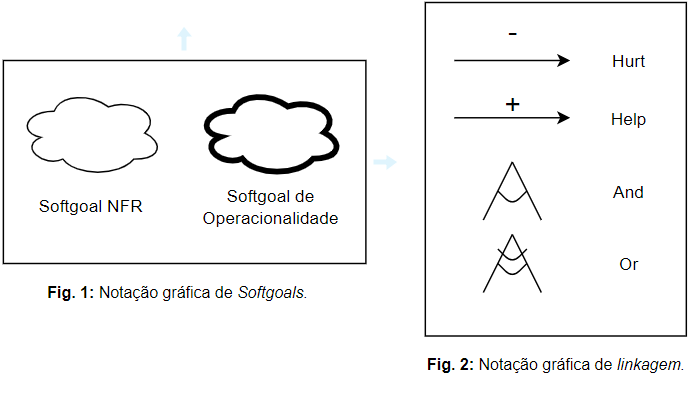 Softgoal NFR
Softgoal de
Operacionalidade
Fig. 1: Notação gráfica de Softgoals.
-
Hurt
+
Help
And
Or
Fig. 2: Notação gráfica de linkagem.